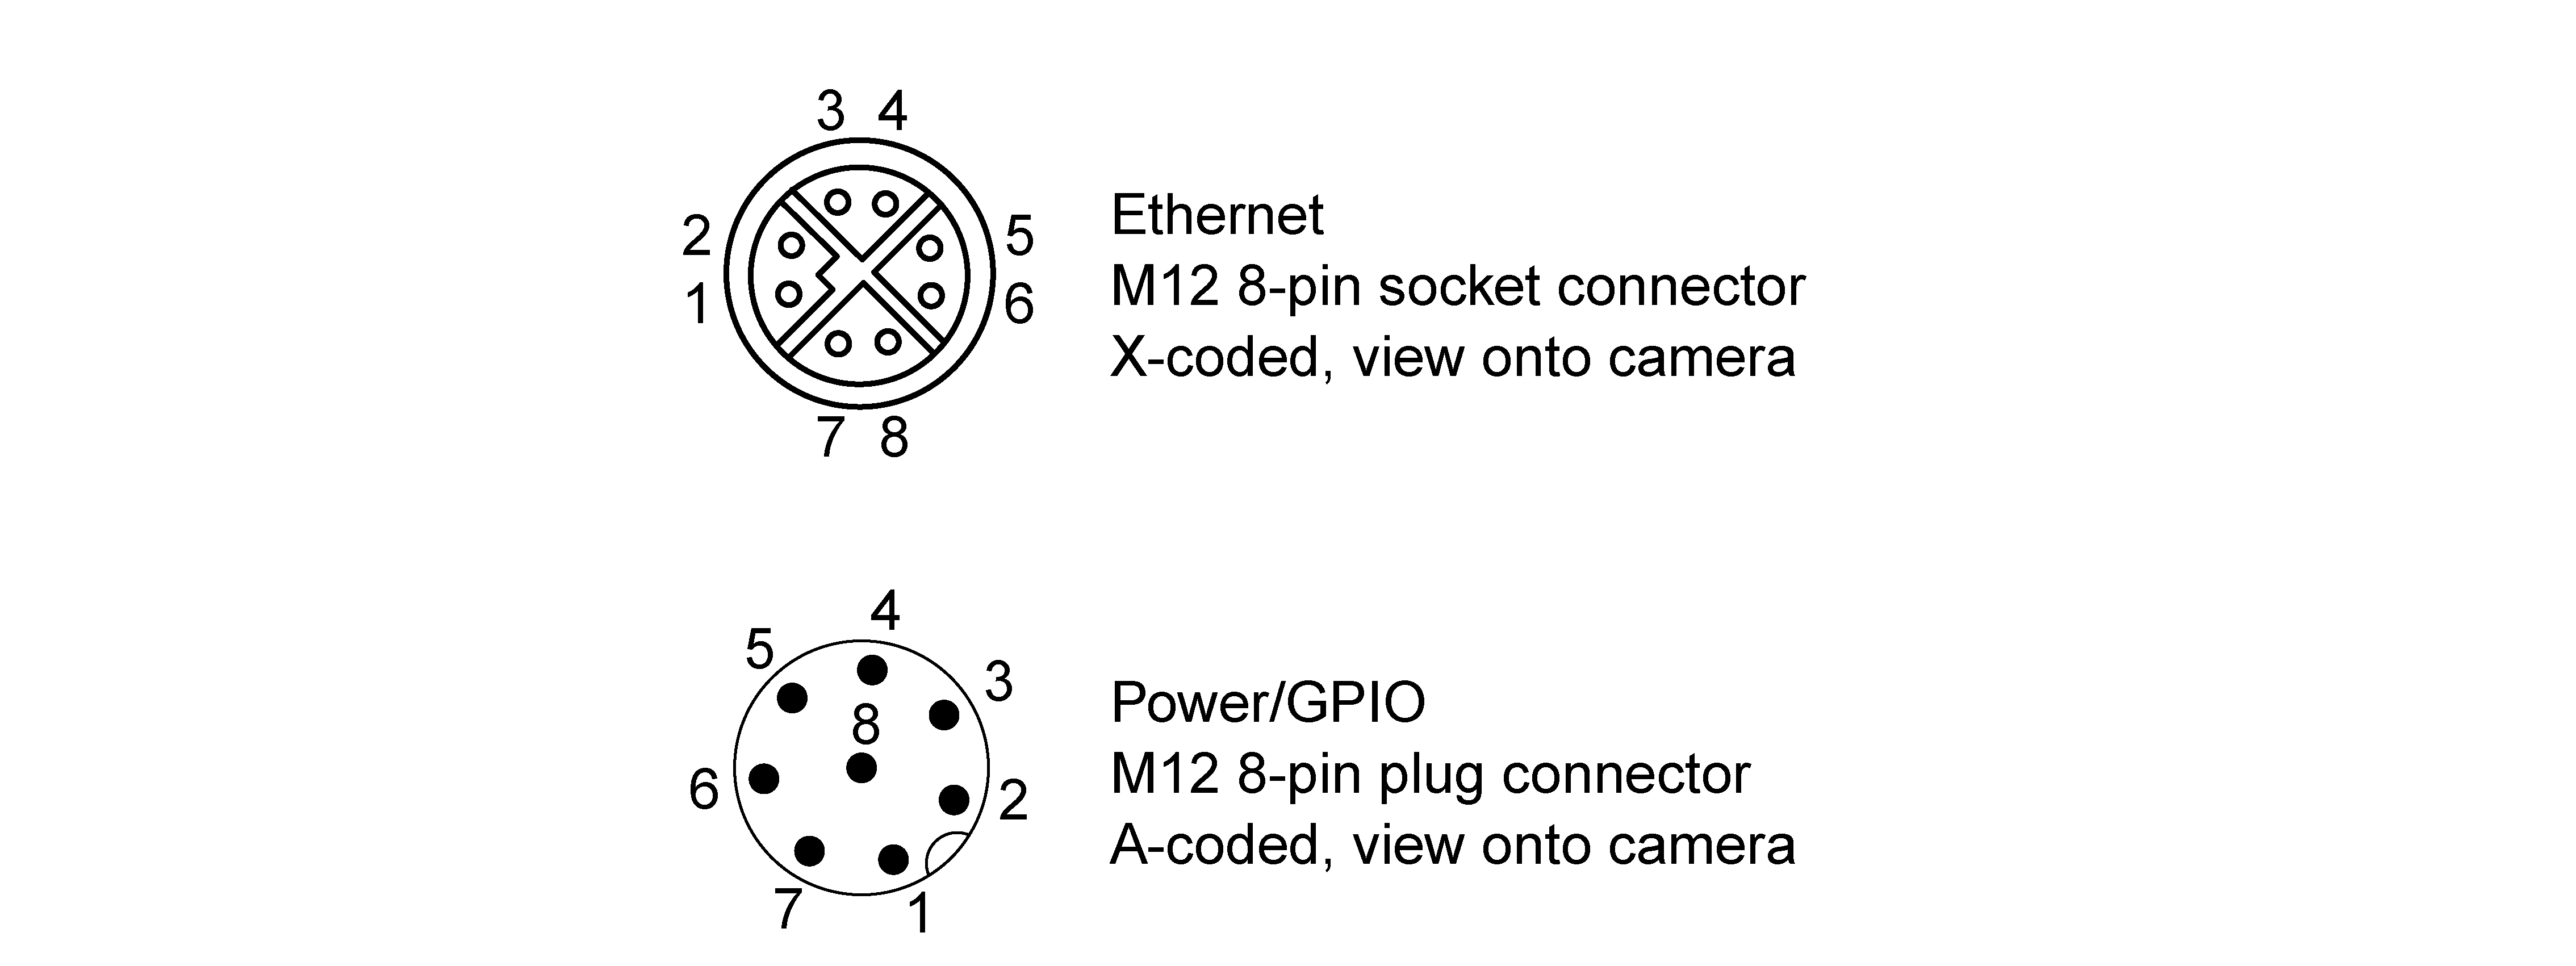 3 4
2
1
5
6
7 8
Ethernet
M12 8-pin socket connector
X-coded, view onto camera
4
5
3
8
6
2
7
1
Power/GPIO
M12 8-pin plug connector
A-coded, view onto camera